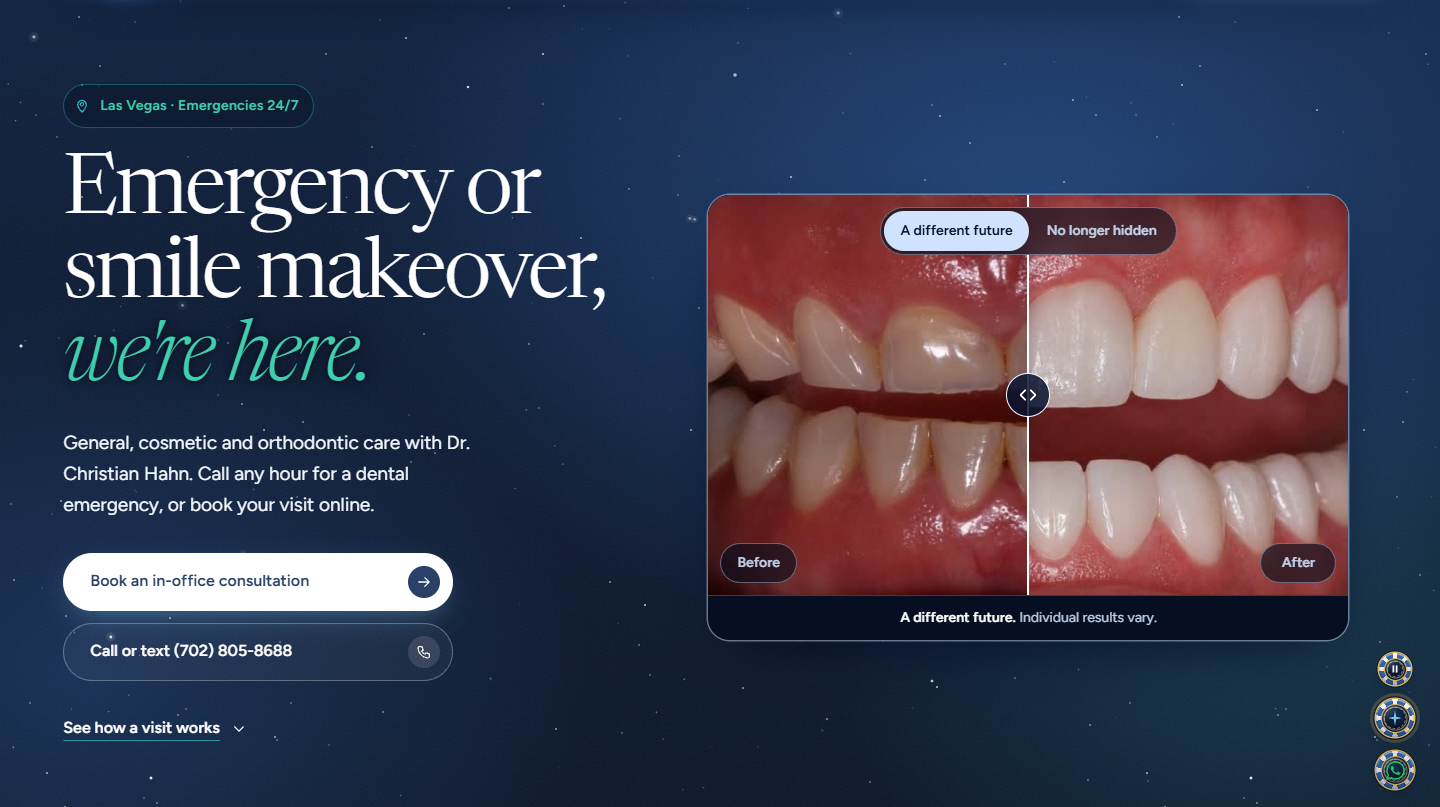 Las Vegas · Emergencies 24/7
Emergency or
smile makeover,
we're here.
General, cosmetic and orthodontic care with Dr.
Christian Hahn. Call any hour for a dental
emergency, or book your visit online.
Book an in-office consultation
Call or text (702) 805-8688
See how a visit works
A different future
No longer hidden
Before
After
A different future. Individual results vary.